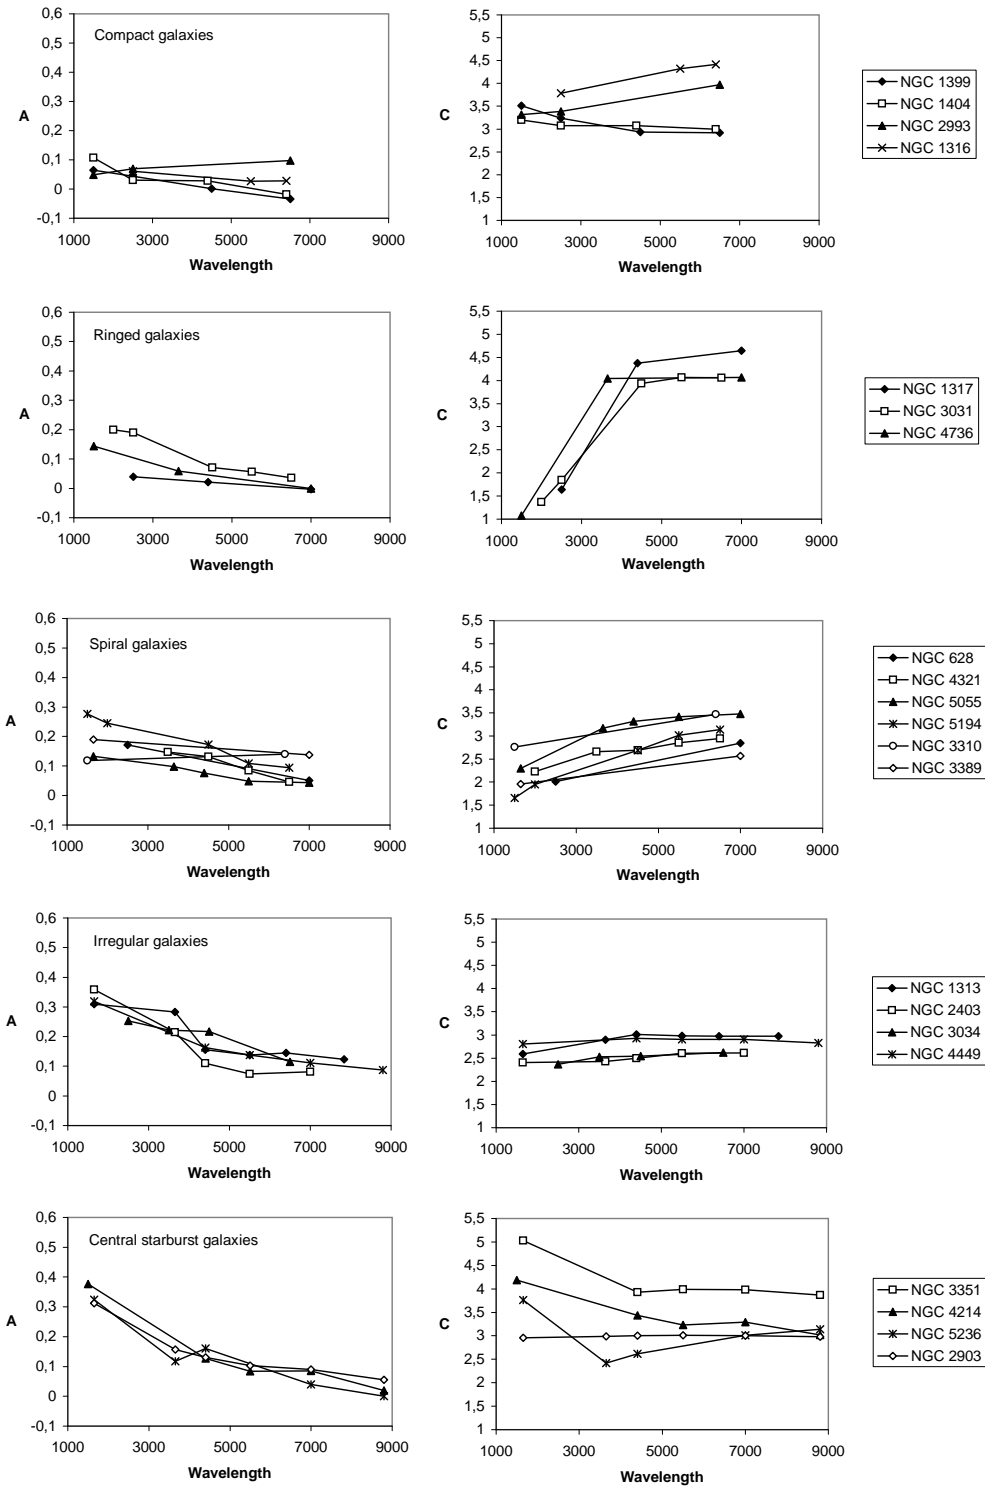 Compact galaxies
A
0,6
0,5
0,4
0,3
0,2
0,1
0
-0,1
1000 3000 5000 7000 9000
Wavelength
C
5,5
5
4,5
4
3,5
3
2,5
2
1,5
1
1000 3000 5000 7000 9000
Wavelength
NGC 1399
NGC 1404
NGC 2993
NGC 1316
Ringed galaxies
A
0,6
0,5
0,4
0,3
0,2
0,1
0
-0,1
1000 3000 5000 7000 9000
Wavelength
C
5,5
5
4,5
4
3,5
3
2,5
2
1,5
1
1000 3000 5000 7000 9000
Wavelength
NGC 1317
NGC 3031
NGC 4736
Spiral galaxies
A
0,6
0,5
0,4
0,3
0,2
0,1
0
-0,1
1000 3000 5000 7000 9000
Wavelength
C
5,5
5
4,5
4
3,5
3
2,5
2
1,5
1
1000 3000 5000 7000 9000
Wavelength
NGC 628
NGC 4321
NGC 5055
NGC 5194
NGC 3310
NGC 3389
Irregular galaxies
A
0,6
0,5
0,4
0,3
0,2
0,1
0
-0,1
1000 3000 5000 7000 9000
Wavelength
C
5,5
5
4,5
4
3,5
3
2,5
2
1,5
1
1000 3000 5000 7000 9000
Wavelength
NGC 1313
NGC 2403
NGC 3034
NGC 4449
Central starburst galaxies
A
0,6
0,5
0,4
0,3
0,2
0,1
0
-0,1
1000 3000 5000 7000 9000
Wavelength
C
5,5
5
4,5
4
3,5
3
2,5
2
1,5
1
1000 3000 5000 7000 9000
Wavelength
NGC 3351
NGC 4214
NGC 5236
NGC 2903